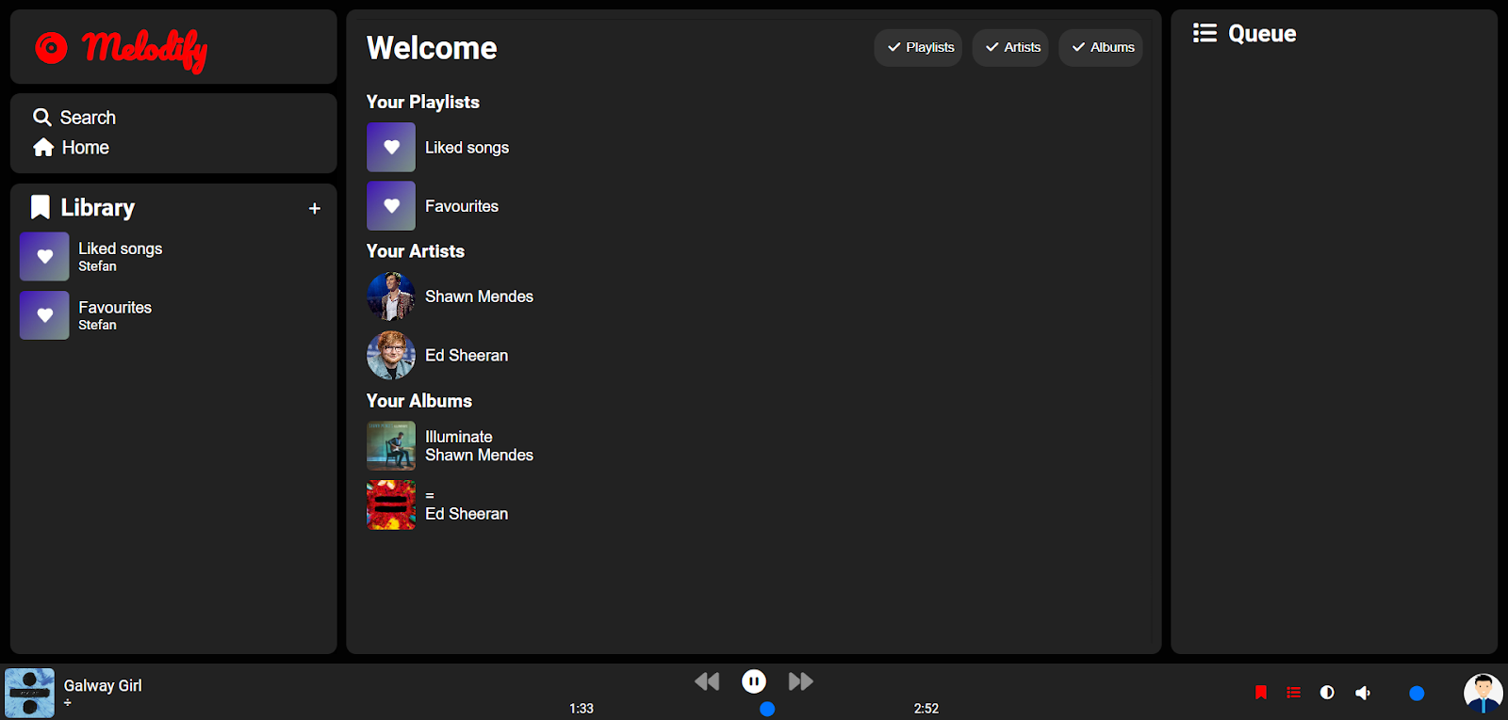 Melodify
Search
Home
Library
+
Liked songs
Stefan
Favourites
Stefan
Welcome
Playlists
Artists
Albums
Your Playlists
Liked songs
Favourites
Your Artists
Shawn Mendes
Ed Sheeran
Your Albums
Illuminate
Shawn Mendes
=
Ed Sheeran
Queue
Galway Girl
÷
1:33
2:52